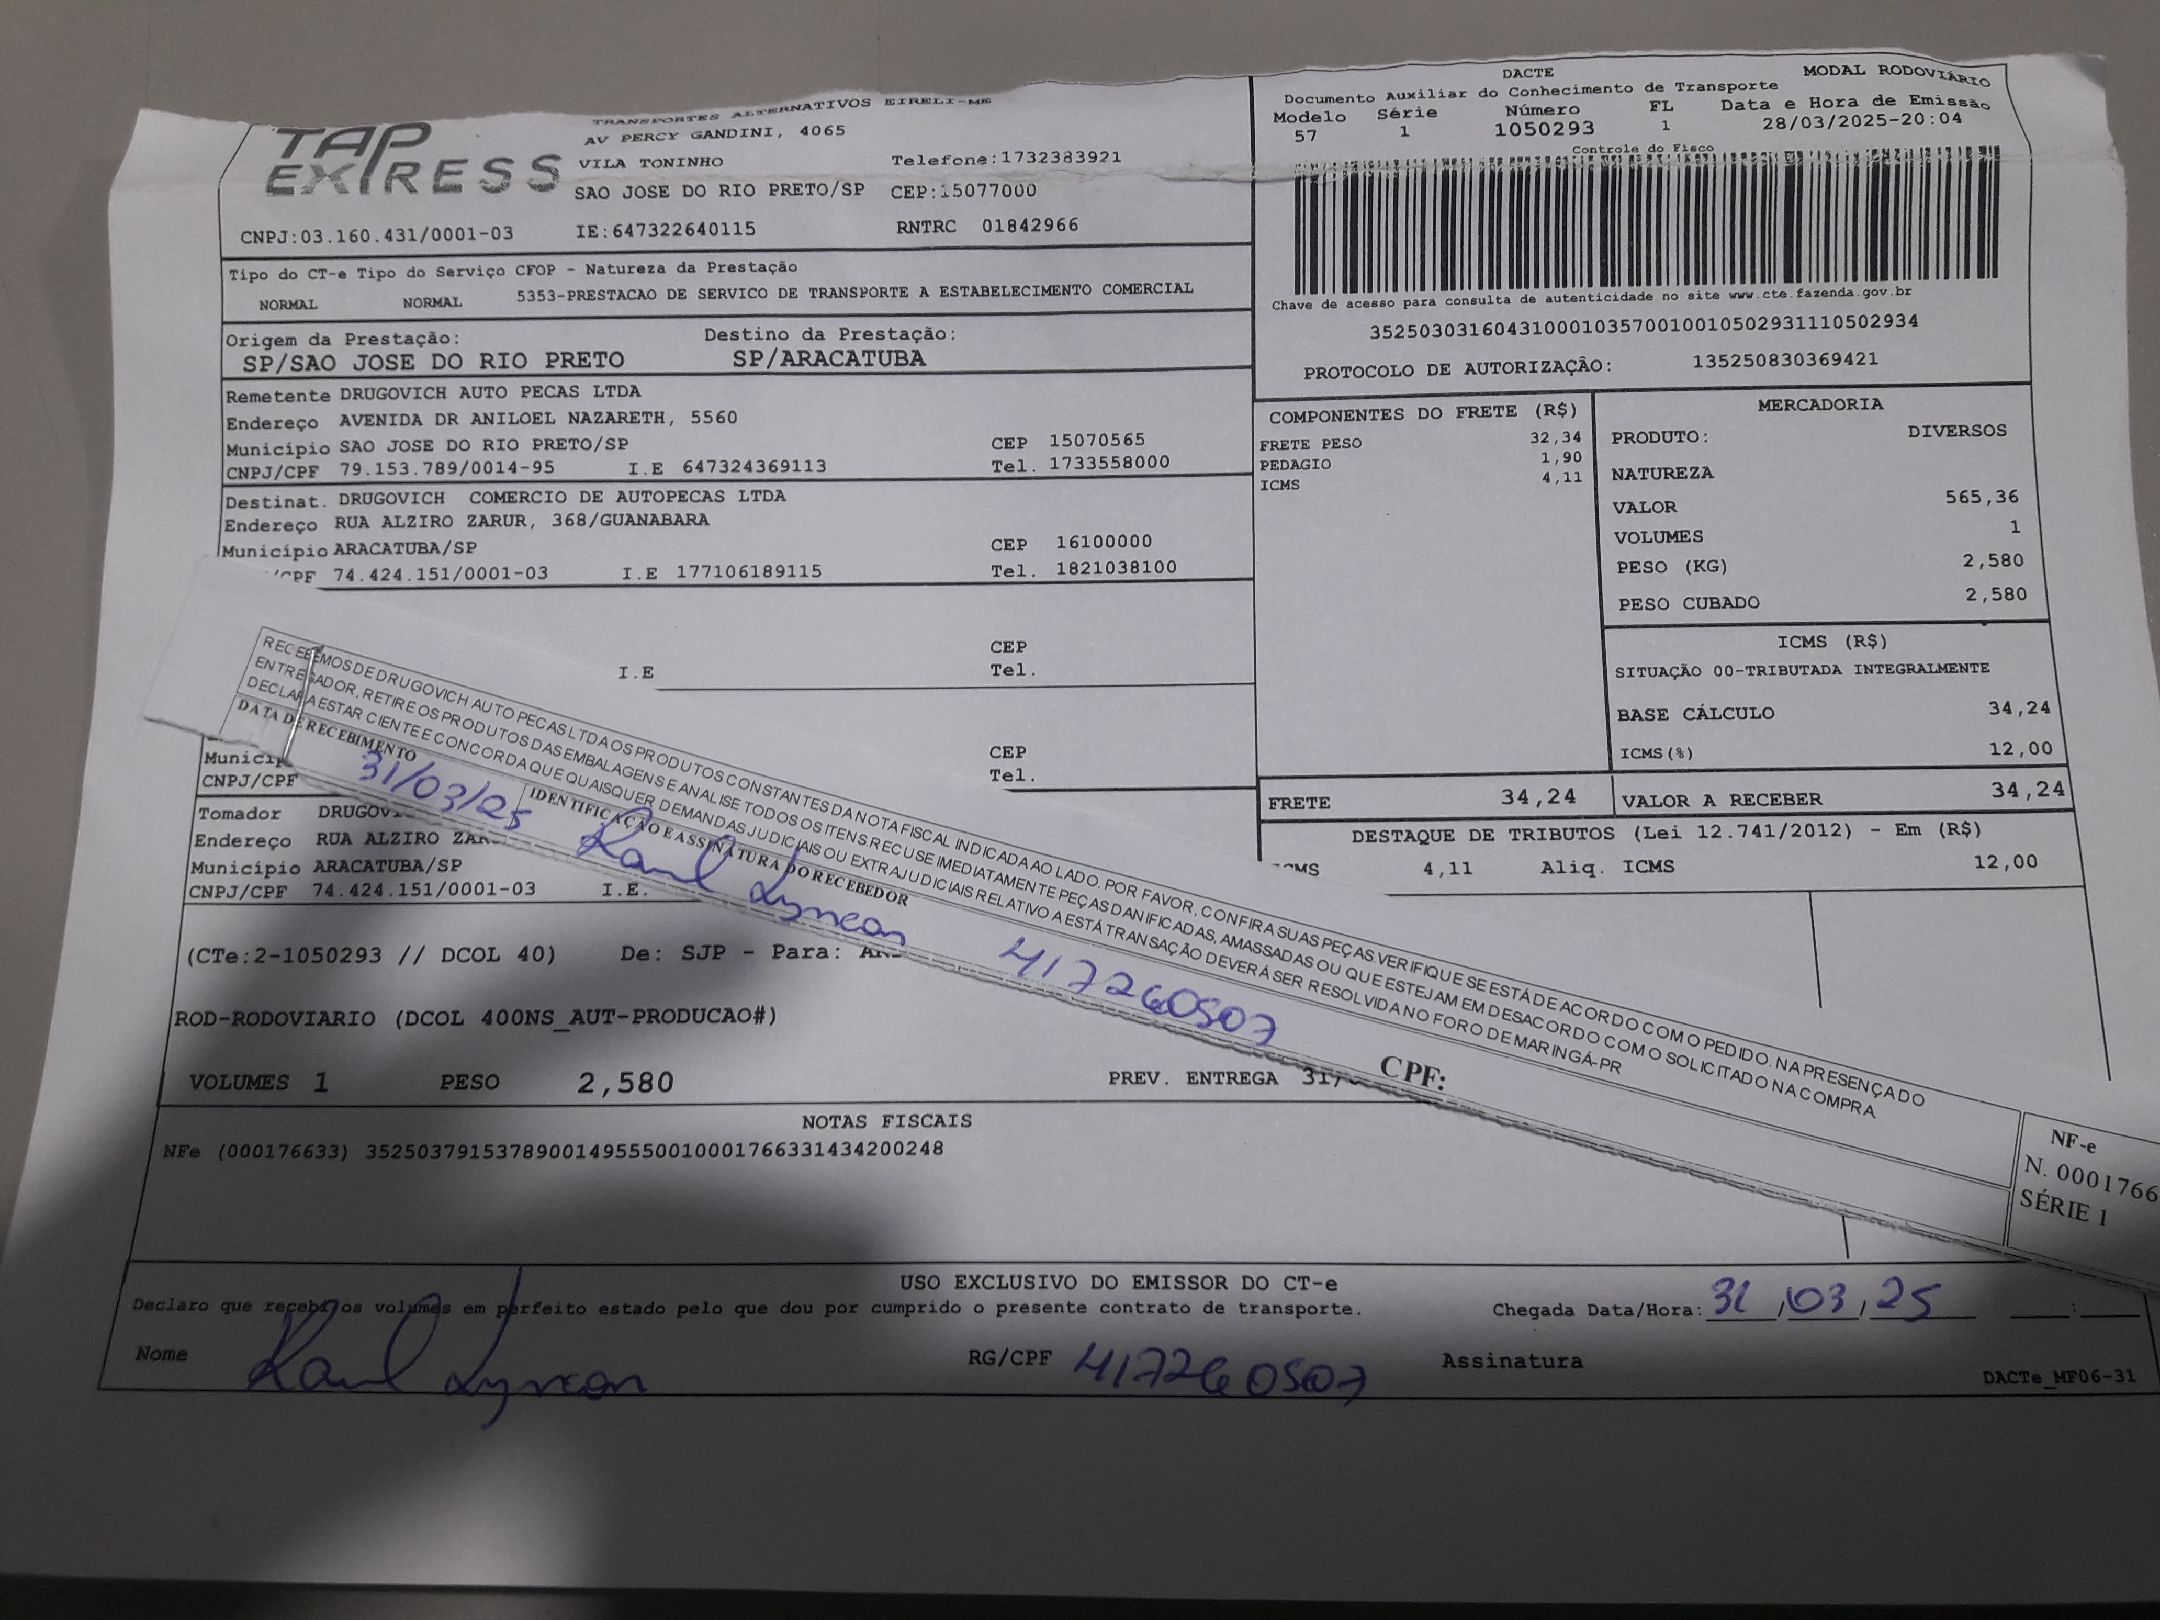 TAP EXPRESS
TRANSPORTES ALTERNATIVOS EIRELI-ME
AV PERCY GANDINI, 4065
VILA TONINHO Telefone:1732383921
SAO JOSE DO RIO PRETO/SP CEP:15077000
CNPJ:03.160.431/0001-03 IE:647322640115 RNTRC 01842966
Tipo do CT-e Tipo do Serviço CFOP - Natureza da Prestação
NORMAL NORMAL 5353-PRESTACAO DE SERVICO DE TRANSPORTE A ESTABELECIMENTO COMERCIAL
Origem da Prestação: Destino da Prestação:
SP/SAO JOSE DO RIO PRETO SP/ARACATUBA
Remetente DRUGOVICH AUTO PECAS LTDA
Endereço AVENIDA DR ANILOEL NAZARETH, 5560
Município SAO JOSE DO RIO PRETO/SP CEP 15070565
CNPJ/CPF 79.153.789/0014-95 I.E 647324369113 Tel. 1733558000
Destinat. DRUGOVICH COMERCIO DE AUTOPECAS LTDA
Endereço RUA ALZIRO ZARUR, 368/GUANABARA
Município ARACATUBA/SP CEP 16100000
/CPF 74.424.151/0001-03 I.E 177106189115 Tel. 1821038100
CEP
I.E Tel.
CEP
Tel.
CNPJ/CPF
Tomador
Endereço RUA ALZIRO
Município ARACATUBA/SP
CNPJ/CPF 74.424.151/0001-03 I.E.
(CTe:2-1050293 // DCOL 40) De: SJP - Para:
ROD-RODOVIARIO (DCOL 400NS_AUT-PRODUCAO#)
VOLUMES 1 PESO 2,580 PREV. ENTREGA
DACTE MODAL RODOVIÁRIO
Documento Auxiliar do Conhecimento de Transporte
Modelo Série Número FL Data e Hora de Emissão
57 1 1050293 1 28/03/2025-20:04
Controle do Fisco
Chave de acesso para consulta de autenticidade no site www.cte.fazenda.gov.br
35250303160431000103570010010502931110502934
PROTOCOLO DE AUTORIZAÇÃO: 135250830369421
COMPONENTES DO FRETE (R$)
FRETE PESO 32,34
PEDAGIO 1,90
ICMS 4,11
MERCADORIA
PRODUTO: DIVERSOS
NATUREZA
VALOR 565,36
VOLUMES 1
PESO (KG) 2,580
PESO CUBADO 2,580
ICMS (R$)
SITUAÇÃO 00-TRIBUTADA INTEGRALMENTE
BASE CÁLCULO 34,24
ICMS(%) 12,00
FRETE 34,24 VALOR A RECEBER 34,24
DESTAQUE DE TRIBUTOS (Lei 12.741/2012) - Em (R$)
4,11 Aliq. ICMS 12,00
RECEBEMOS DE DRUGOVICH AUTO PECAS LTDA OS PRODUTOS CONSTANTES DA NOTA FISCAL INDICADA AO LADO. POR FAVOR, CONFIRA SUAS PEÇAS.VERIFIQUE SE ESTÁ DE ACORDO COM O PEDIDO. NA PRESENÇA DO
ENTREGADOR, RETIRE OS PRODUTOS DAS EMBALAGENS E ANALISE TODOS OS ITENS.RECUSE IMEDIATAMENTE PEÇAS DANIFICADAS, AMASSADAS OU QUE ESTEJAM EM DESACORDO COM O SOLICITADO NA COMPRA
DECLARA ESTAR CIENTE E CONCORDA QUE QUAISQUER DEMANDAS JUDICIAIS OU EXTRAJUDICIAIS RELATIVO A ESTÁ TRANSAÇÃO DEVERÁ SER RESOLVIDA NO FORO DE MARINGÁ-PR
DATA DE RECEBIMENTO IDENTIFICAÇÃO E ASSINATURA DO RECEBEDOR CPF:
31/03/25 Raul Lyncon 417260507
NF-e
N. 0001766
SÉRIE 1
NOTAS FISCAIS
NFe (000176633) 35250379153789001495550010001766331434200248
USO EXCLUSIVO DO EMISSOR DO CT-e
Declaro que recebi os volumes em perfeito estado pelo que dou por cumprido o presente contrato de transporte. Chegada Data/Hora: 31/03/25 :
Nome Raul Lyncon RG/CPF 417260507 Assinatura
DACTe_MF06-31